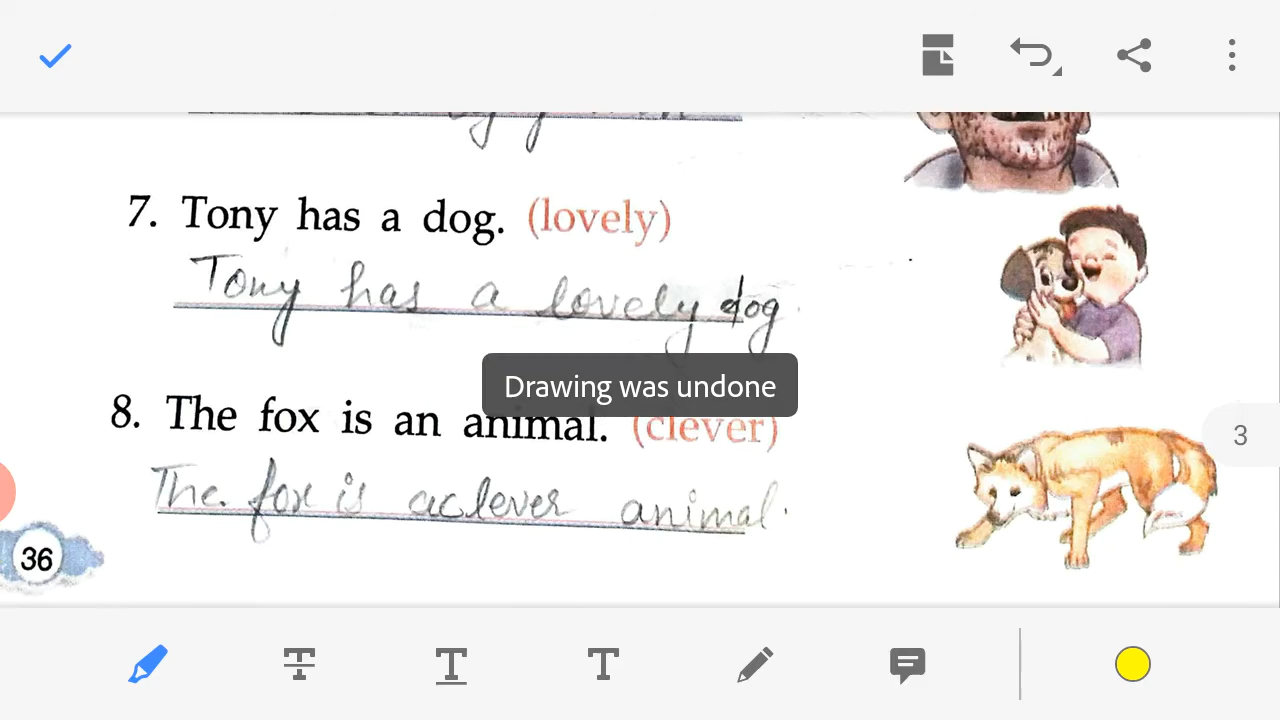 7. Tony has a dog. (lovely)
Tony has a lovely dog.
Drawing was undone
8. The fox is an animal. (clever)
3
The fox is a clever animal.
36